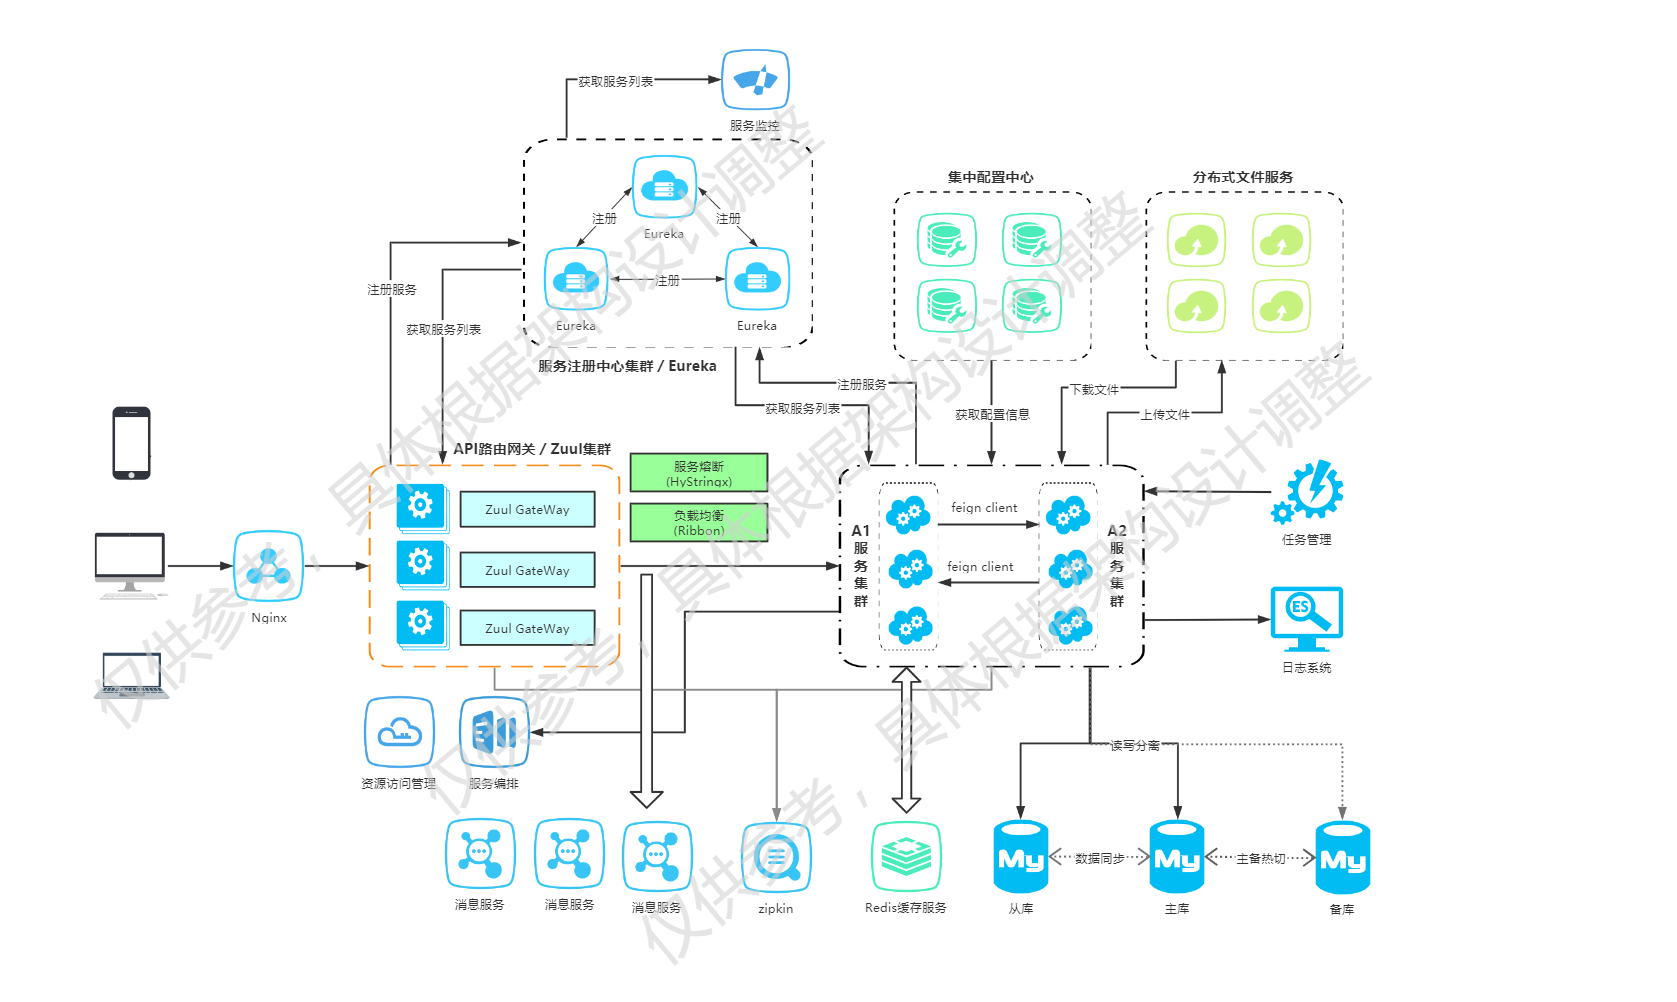 获取服务列表
服务监控
Eureka
注册
注册
注册
Eureka
Eureka
服务注册中心集群 / Eureka
集中配置中心
分布式文件服务
注册服务
获取服务列表
注册服务
获取服务列表
获取配置信息
下载文件
上传文件
API路由网关 / Zuul集群
Zuul GateWay
Zuul GateWay
Zuul GateWay
服务熔断
(HyStringx)
负载均衡
(Ribbon)
A1
服
务
集
群
feign client
feign client
A2
服
务
集
群
任务管理
ES
日志系统
Nginx
资源访问管理
服务编排
读写分离
消息服务
消息服务
消息服务
zipkin
Redis缓存服务
My
数据同步
My
主备热切
My
从库
主库
备库
仅供参考，具体根据架构设计调整
仅供参考，具体根据架构设计调整
仅供参考，具体根据架构设计调整